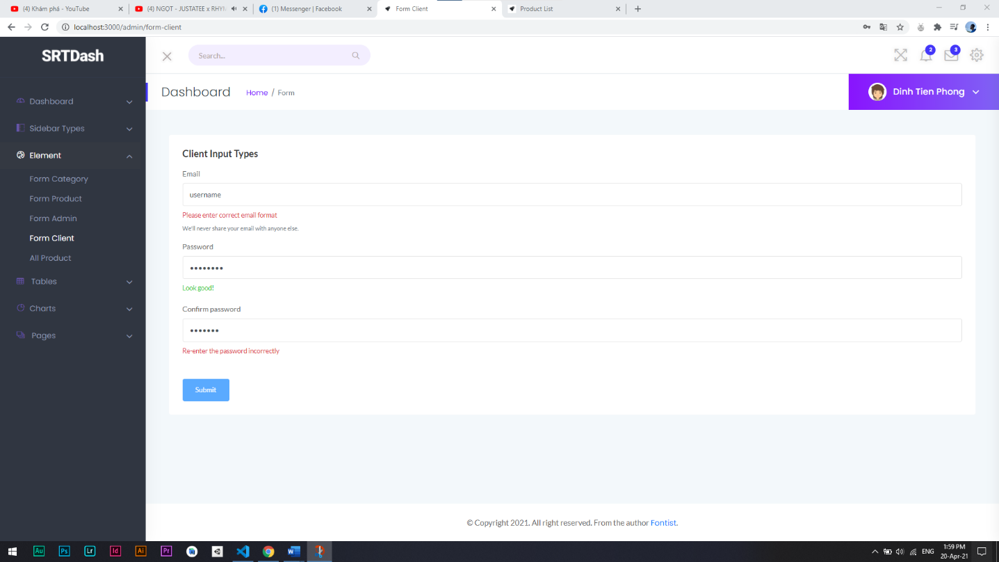 (4) Khám phá - YouTube
(4) NGỌT - JUSTATEE x RHYM
(1) Messenger | Facebook
Form Client
Product List
localhost:3000/admin/form-client
SRTDash
Search...
2
3
Dashboard
Home / Form
Dinh Tien Phong
Dashboard
Sidebar Types
Element
Form Category
Form Product
Form Admin
Form Client
All Product
Tables
Charts
Pages
Client Input Types
Email
username
Please enter correct email format
We'll never share your email with anyone else.
Password
Look good!
Confirm password
Re-enter the password incorrectly
Submit
© Copyright 2021. All right reserved. From the author Fontist.
Au
Ps
Lr
Id
Ai
Pr
W
ENG
1:59 PM
20-Apr-21